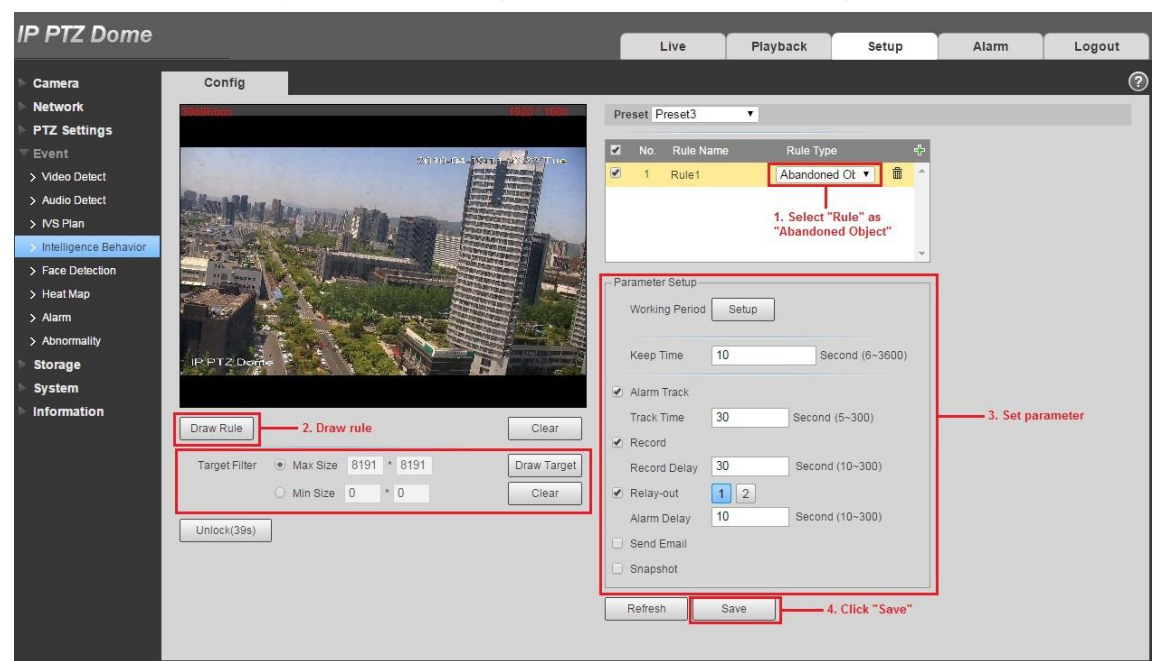 IP PTZ Dome
Live Playback Setup Alarm Logout
Camera
Network
PTZ Settings
Event
Video Detect
Audio Detect
IVS Plan
Intelligence Behavior
Face Detection
Heat Map
Alarm
Abnormality
Storage
System
Information
Config
1920 * 1080
IP PTZ Dome
Draw Rule
2. Draw rule
Clear
Target Filter Max Size 8191 * 8191 Draw Target
Min Size 0 * 0 Clear
Unlock(39s)
Preset Preset3
No. Rule Name Rule Type
1 Rule1 Abandoned Ob
1. Select "Rule" as
"Abandoned Object"
Parameter Setup
Working Period Setup
Keep Time 10 Second (6~3600)
Alarm Track
Track Time 30 Second (5~300)
Record
Record Delay 30 Second (10~300)
Relay-out 1 2
Alarm Delay 10 Second (10~300)
Send Email
Snapshot
3. Set parameter
Refresh Save
4. Click "Save"